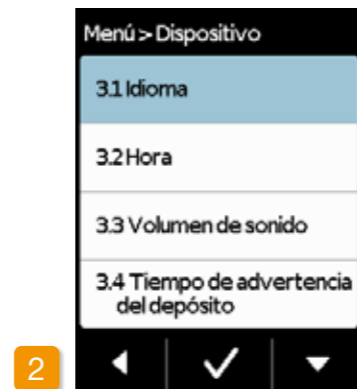 Menú > Dispositivo
3.1 Idioma
3.2 Hora
3.3 Volumen de sonido
3.4 Tiempo de advertencia
del depósito
2